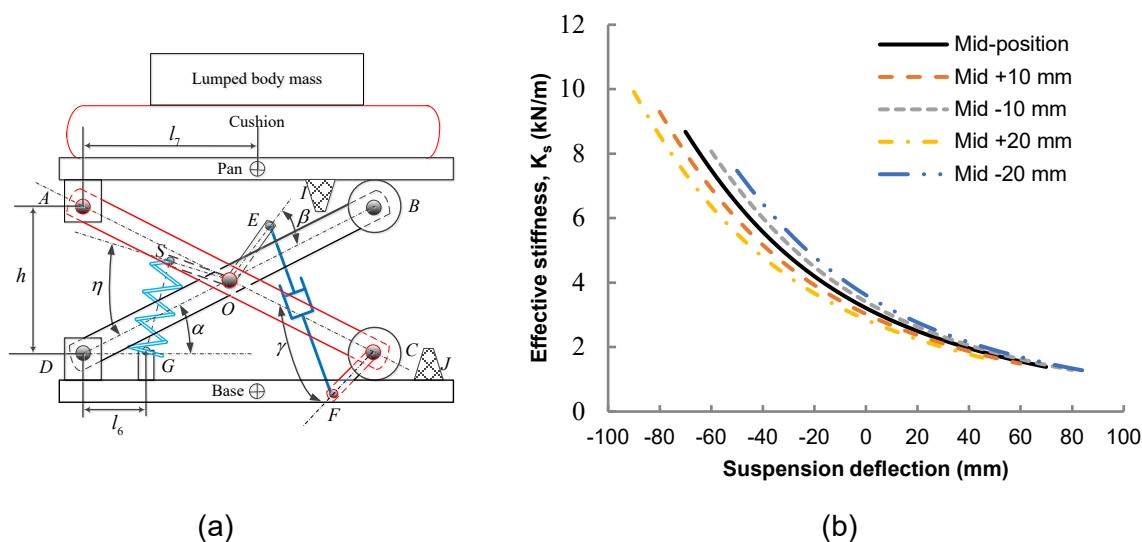 Lumped body mass
Cushion
l7
Pan
A
I
B
E
β
S
h
η
O
α
γ
D
G
C
J
Base
F
l6
(a)
Effective stiffness, Ks (kN/m)
12
10
8
6
4
2
0
-100 -80 -60 -40 -20 0 20 40 60 80 100
Suspension deflection (mm)
Mid-position
Mid +10 mm
Mid -10 mm
Mid +20 mm
Mid -20 mm
(b)